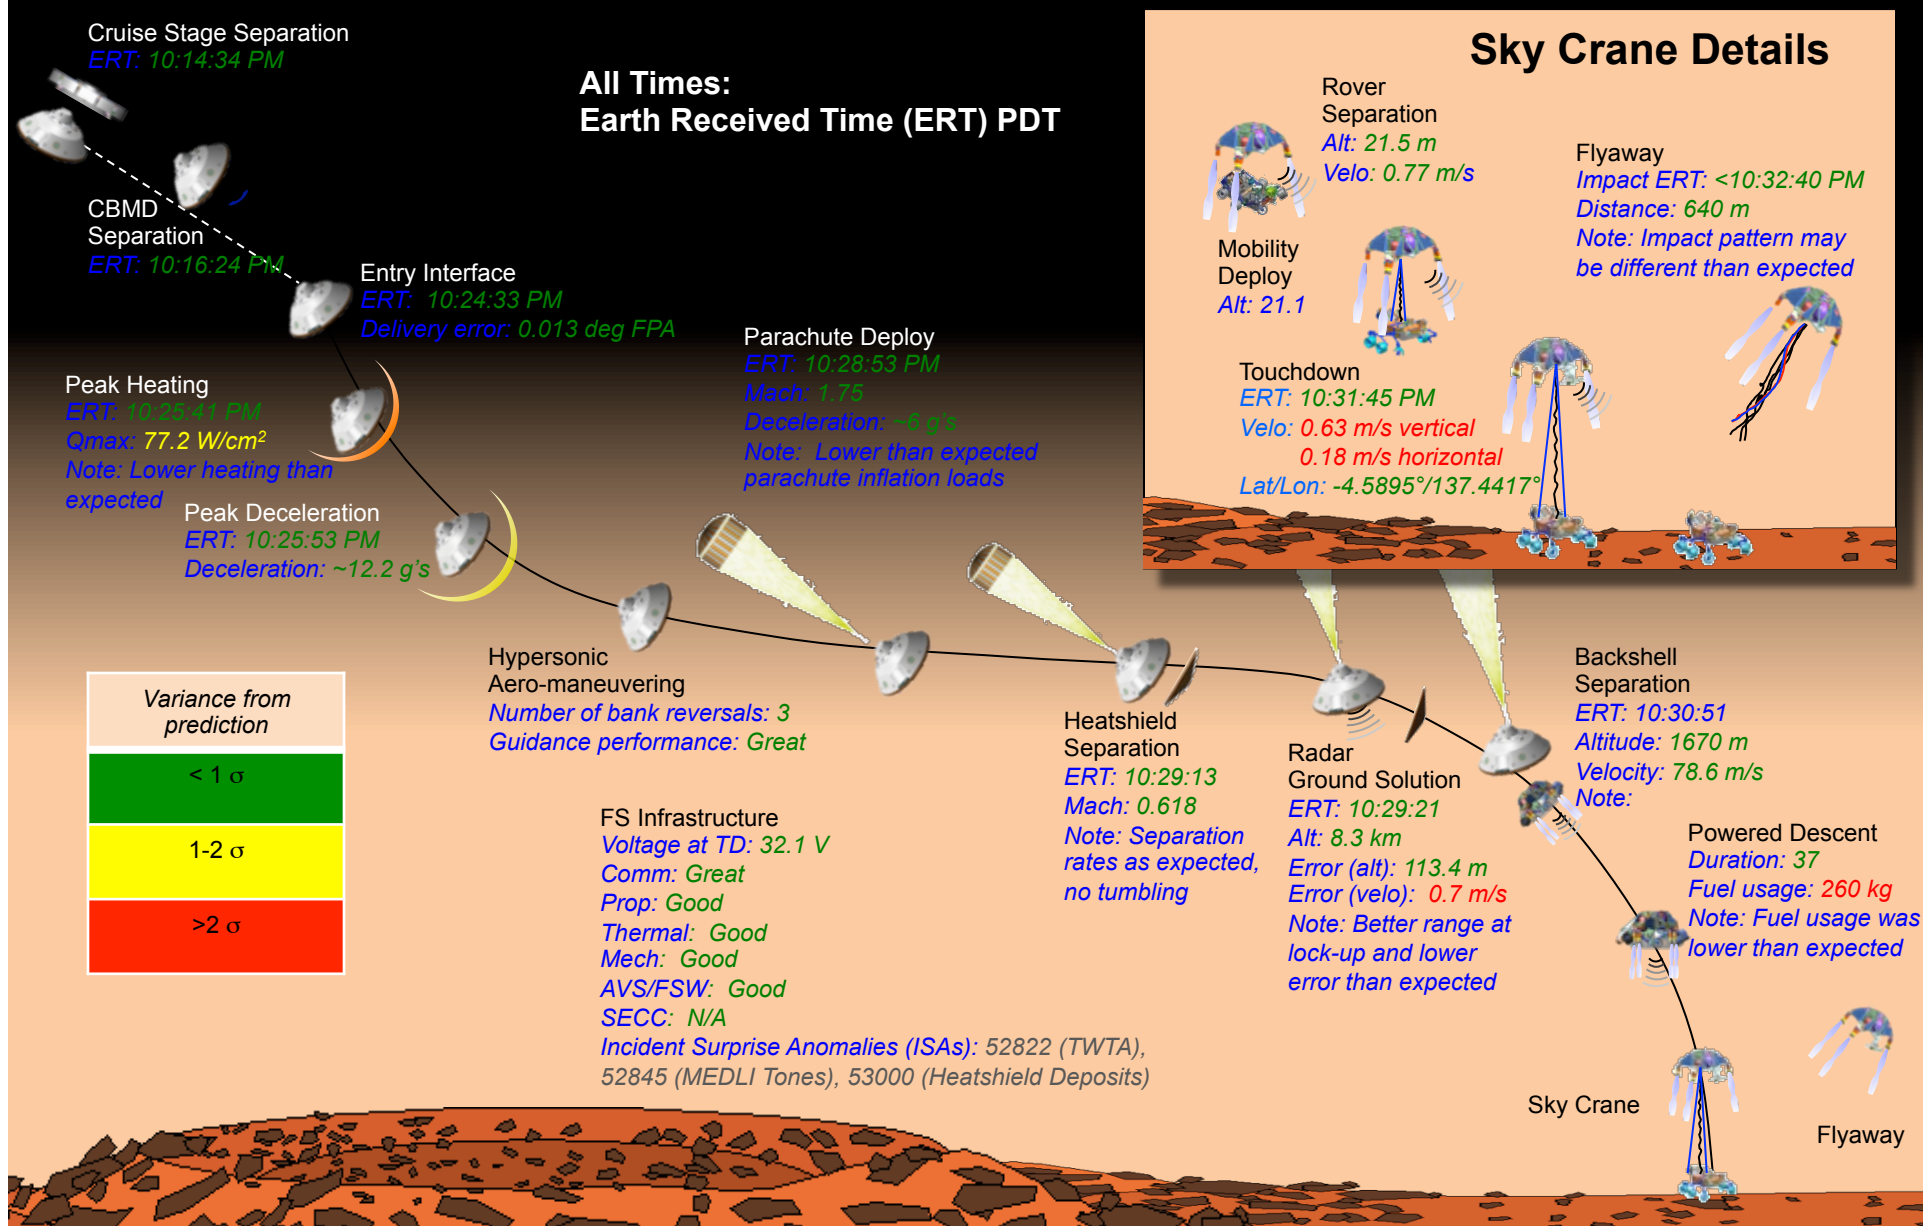 Cruise Stage Separation
ERT: 10:14:34 PM
All Times:
Earth Received Time (ERT) PDT
CBMD
Separation
ERT: 10:16:24 PM
Entry Interface
ERT: 10:24:33 PM
Delivery error: 0.013 deg FPA
Peak Heating
ERT: 10:25:41 PM
Qmax: 77.2 W/cm²
Note: Lower heating than
expected
Peak Deceleration
ERT: 10:25:53 PM
Deceleration: ~12.2 g's
Hypersonic
Aero-maneuvering
Number of bank reversals: 3
Guidance performance: Great
Parachute Deploy
ERT: 10:28:53 PM
Mach: 1.75
Deceleration: ~6 g's
Note: Lower than expected
parachute inflation loads
Heatshield
Separation
ERT: 10:29:13
Mach: 0.618
Note: Separation
rates as expected,
no tumbling
Radar
Ground Solution
ERT: 10:29:21
Alt: 8.3 km
Error (alt): 113.4 m
Error (velo): 0.7 m/s
Note: Better range at
lock-up and lower
error than expected
Backshell
Separation
ERT: 10:30:51
Altitude: 1670 m
Velocity: 78.6 m/s
Note:
Powered Descent
Duration: 37
Fuel usage: 260 kg
Note: Fuel usage was
lower than expected
Sky Crane
Flyaway
Sky Crane Details
Rover
Separation
Alt: 21.5 m
Velo: 0.77 m/s
Mobility
Deploy
Alt: 21.1
Touchdown
ERT: 10:31:45 PM
Velo: 0.63 m/s vertical
0.18 m/s horizontal
Lat/Lon: -4.5895°/137.4417°
Flyaway
Impact ERT: <10:32:40 PM
Distance: 640 m
Note: Impact pattern may
be different than expected
Variance from
prediction
< 1 σ
1-2 σ
>2 σ
FS Infrastructure
Voltage at TD: 32.1 V
Comm: Great
Prop: Good
Thermal: Good
Mech: Good
AVS/FSW: Good
SECC: N/A
Incident Surprise Anomalies (ISAs): 52822 (TWTA),
52845 (MEDLI Tones), 53000 (Heatshield Deposits)